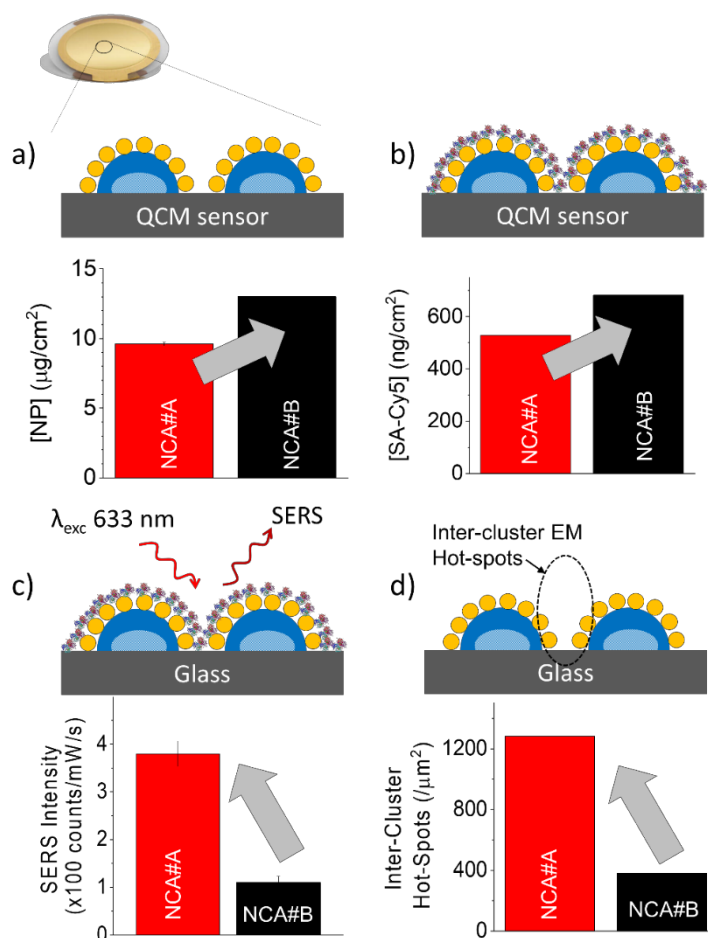 a)
QCM sensor
15
10
5
0
[NP] (μg/cm²)
NCA#A
NCA#B
b)
QCM sensor
600
400
200
0
[SA-Cy5] (ng/cm²)
NCA#A
NCA#B
λexc 633 nm
SERS
c)
Glass
4
3
2
1
0
SERS Intensity
(x100 counts/mW/s)
NCA#A
NCA#B
Inter-cluster EM
Hot-spots
d)
Glass
1200
800
400
0
Inter-Cluster
Hot-Spots (/μm²)
NCA#A
NCA#B